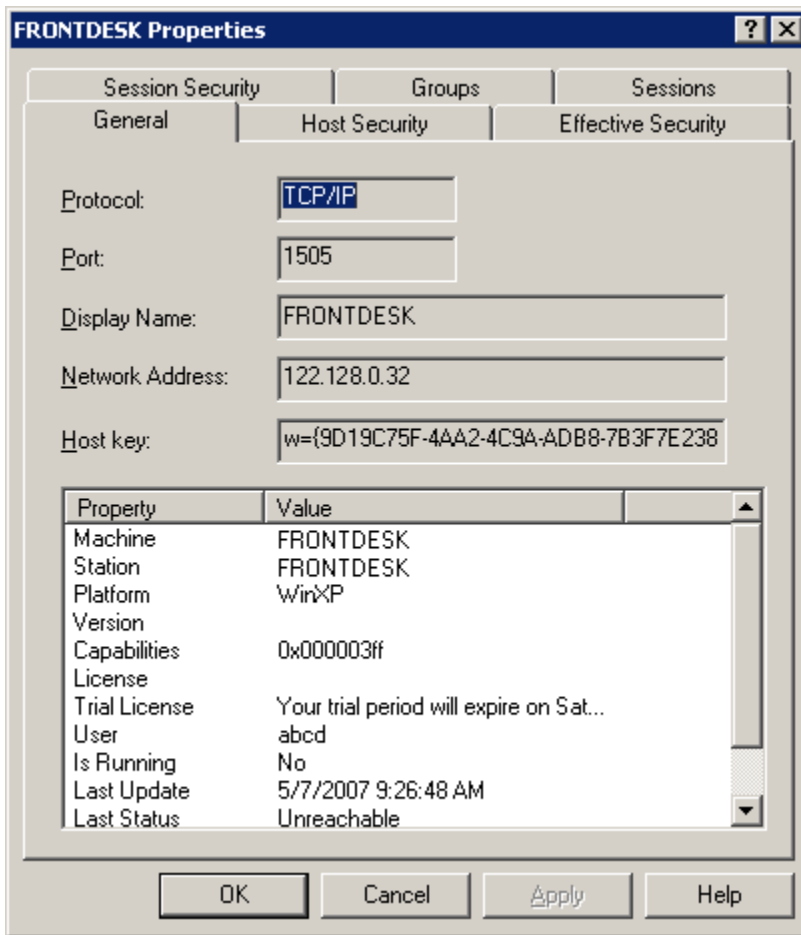 FRONTDESK Properties
Session Security Groups Sessions
General Host Security Effective Security
Protocol: TCP/IP
Port: 1505
Display Name: FRONTDESK
Network Address: 122.128.0.32
Host key: w={9D19C75F-4AA2-4C9A-ADB8-7B3F7E238
Property Value
Machine FRONTDESK
Station FRONTDESK
Platform WinXP
Version
Capabilities 0x000003ff
License
Trial License Your trial period will expire on Sat...
User abcd
Is Running No
Last Update 5/7/2007 9:26:48 AM
Last Status Unreachable
OK Cancel Apply Help